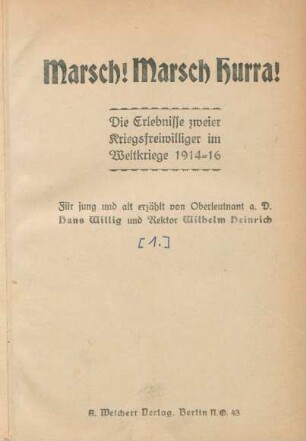 Marsch! Marsch Hurra!
Die Erlebnisse zweier
Kriegsfreiwilliger im
Weltkriege 1914-16
Für jung und alt erzählt von Oberleutnant a. D.
Hans Willig und Rektor Wilhelm Heinrich
[1.]
A. Weichert Verlag, Berlin N.O. 43